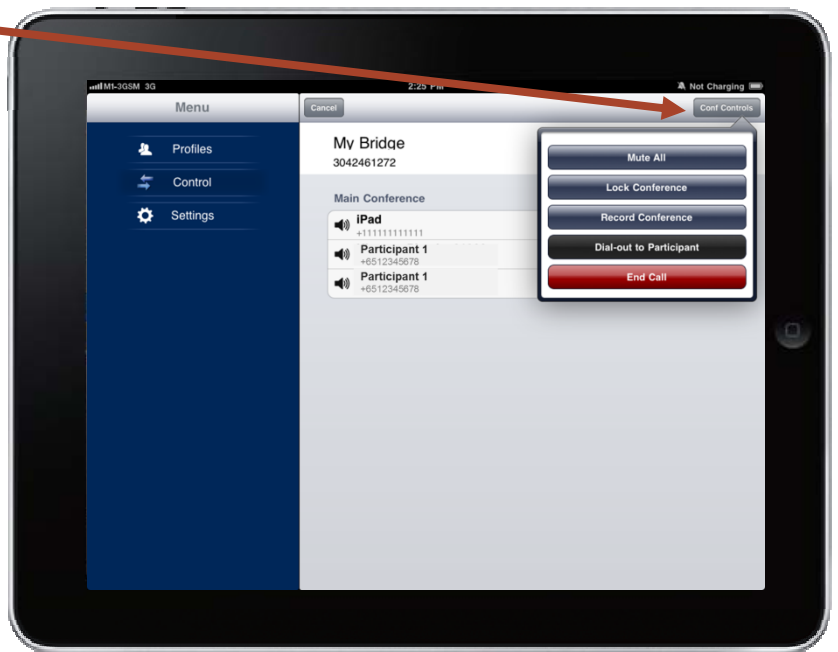 M1-3GSM 3G 2:25 PM Not Charging
Menu
Cancel
Conf Controls
Profiles
Control
Settings
My Bridge
3042461272
Main Conference
iPad
+111111111111
Participant 1
+6512345678
Participant 1
+6512345678
Mute All
Lock Conference
Record Conference
Dial-out to Participant
End Call